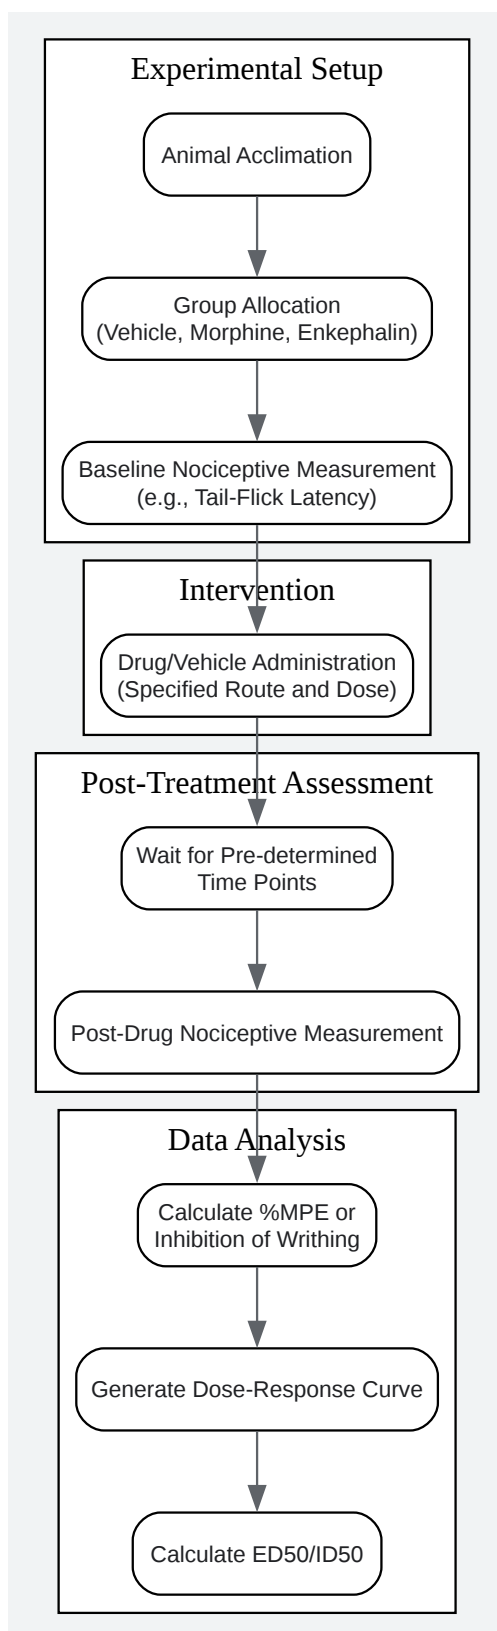 Experimental Setup
Animal Acclimation
Group Allocation
(Vehicle, Morphine, Enkephalin)
Baseline Nociceptive Measurement
(e.g., Tail-Flick Latency)
Intervention
Drug/Vehicle Administration
(Specified Route and Dose)
Post-Treatment Assessment
Wait for Pre-determined
Time Points
Post-Drug Nociceptive Measurement
Data Analysis
Calculate %MPE or
Inhibition of Writhing
Generate Dose-Response Curve
Calculate ED50/ID50